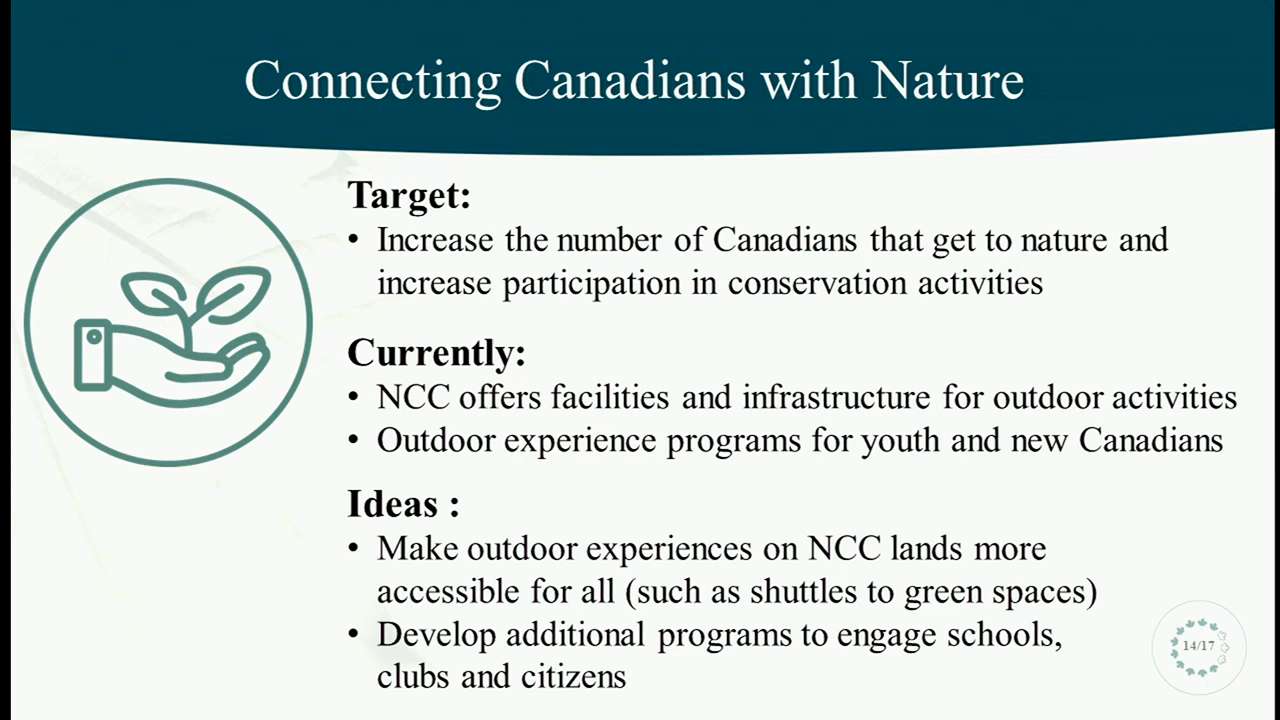 Connecting Canadians with Nature
Target:
• Increase the number of Canadians that get to nature and
increase participation in conservation activities
Currently:
• NCC offers facilities and infrastructure for outdoor activities
• Outdoor experience programs for youth and new Canadians
Ideas :
• Make outdoor experiences on NCC lands more
accessible for all (such as shuttles to green spaces)
• Develop additional programs to engage schools,
clubs and citizens
14/17